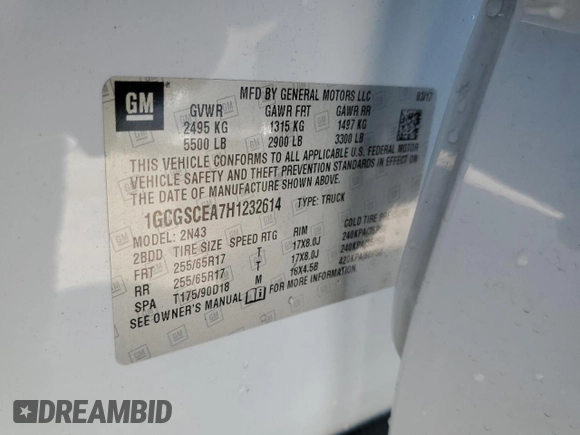 GM
MFD BY GENERAL MOTORS LLC 03/17
GVWR GAWR FRT GAWR RR
2495 KG 1315 KG 1497 KG
5500 LB 2900 LB 3300 LB
THIS VEHICLE CONFORMS TO ALL APPLICABLE U.S. FEDERAL MOTOR
VEHICLE SAFETY AND THEFT PREVENTION STANDARDS IN EFFECT ON
THE DATE OF MANUFACTURE SHOWN ABOVE.
1GCGSCEA7H1232614 TYPE: TRUCK
MODEL: 2N43
2BDD TIRE SIZE SPEED RTG RIM COLD TIRE
FRT 255/65R17 T 17X8.0J
RR 255/65R17 T 17X8.0J
SPA T175/90D18 M 16X4.5B
SEE OWNER'S MANUAL FOR MORE INFORMATION.
DREAMBID